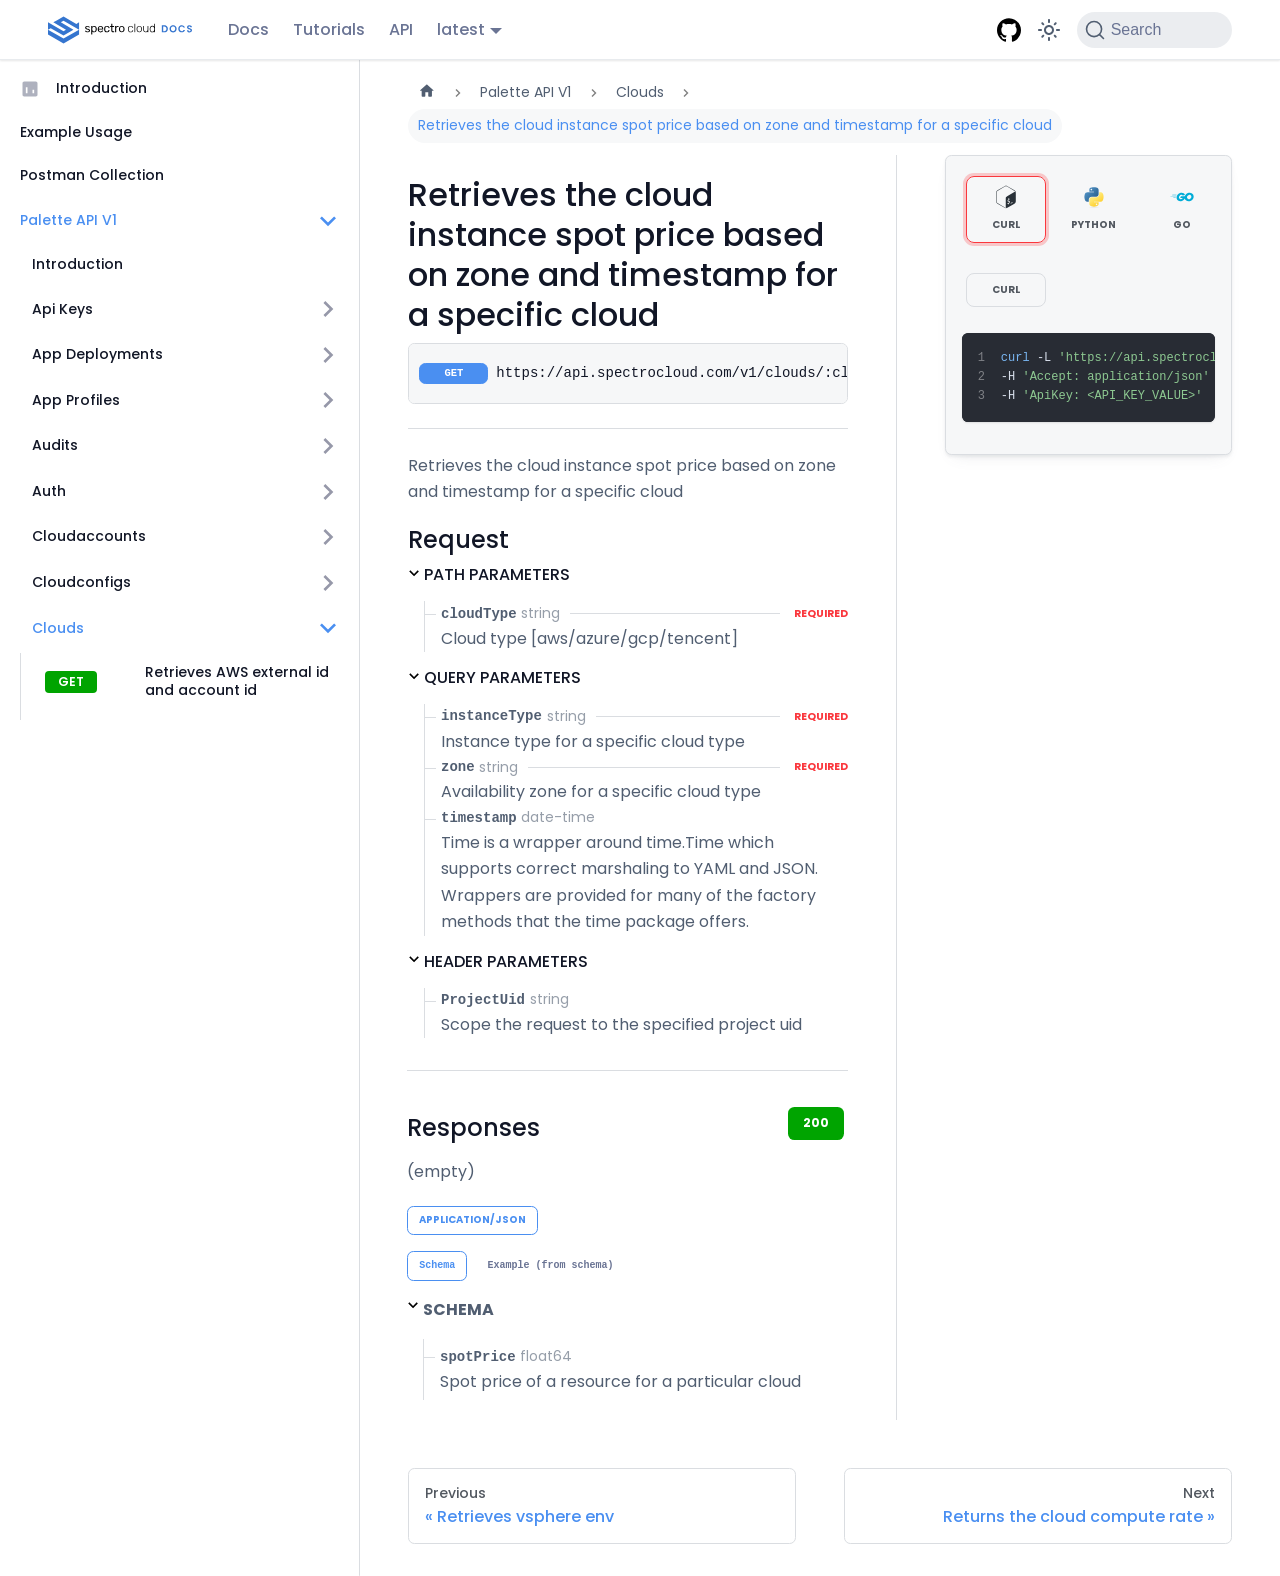 spectro cloud DOCS
Docs
Tutorials
API
latest
Search
Introduction
Example Usage
Postman Collection
Palette API V1
Introduction
Api Keys
App Deployments
App Profiles
Audits
Auth
Cloudaccounts
Cloudconfigs
Clouds
GET
Retrieves AWS external id
and account id
Palette API V1
Clouds
Retrieves the cloud instance spot price based on zone and timestamp for a specific cloud
Retrieves the cloud
instance spot price based
on zone and timestamp for
a specific cloud
GET https://api.spectrocloud.com/v1/clouds/:cl
Retrieves the cloud instance spot price based on zone
and timestamp for a specific cloud
Request
PATH PARAMETERS
cloudType string REQUIRED
Cloud type [aws/azure/gcp/tencent]
QUERY PARAMETERS
instanceType string REQUIRED
Instance type for a specific cloud type
zone string REQUIRED
Availability zone for a specific cloud type
timestamp date-time
Time is a wrapper around time.Time which
supports correct marshaling to YAML and JSON.
Wrappers are provided for many of the factory
methods that the time package offers.
HEADER PARAMETERS
ProjectUid string
Scope the request to the specified project uid
Responses
200
(empty)
APPLICATION/JSON
Schema
Example (from schema)
SCHEMA
spotPrice float64
Spot price of a resource for a particular cloud
CURL
PYTHON
GO
CURL
1 curl -L 'https://api.spectrocl
2 -H 'Accept: application/json'
3 -H 'ApiKey: <API_KEY_VALUE>'
Previous
« Retrieves vsphere env
Next
Returns the cloud compute rate »